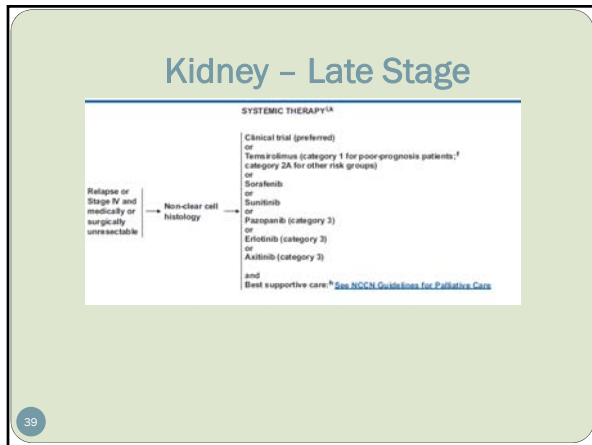 Kidney – Late Stage
SYSTEMIC THERAPY
Clinical trial (preferred)
or
Temsirolimus (category 1 for poor-prognosis patients;f
category 2A for other risk groups)
or
Sorafenib
or
Sunitinib
or
Pazopanib (category 3)
or
Erlotinib (category 3)
or
Axitinib (category 3)
and
Best supportive care:h See NCCN Guidelines for Palliative Care
Relapse or
Stage IV and
medically or
surgically
unresectable
Non-clear cell
histology
39